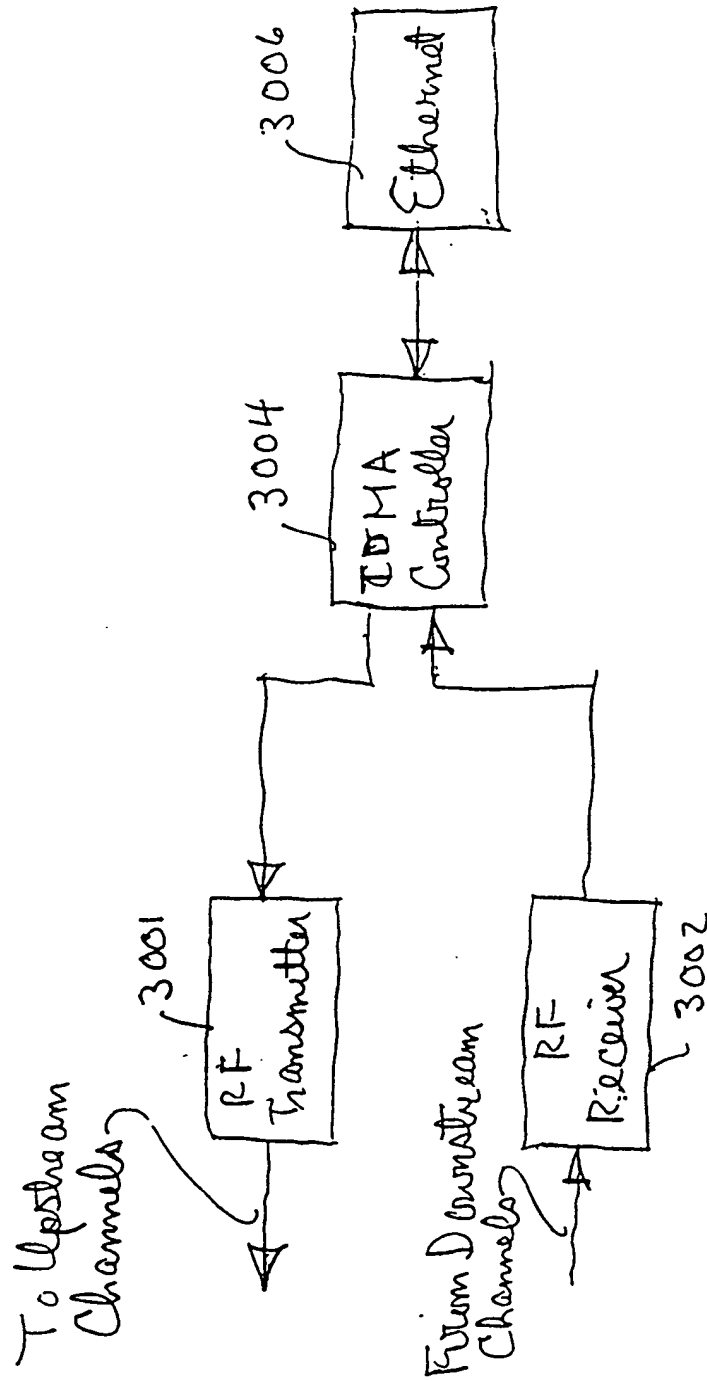 To Upstream
Channels
3001
RF
Transmitter
From Downstream
Channels
RF
Receiver
3002
3004
TDMA
Controller
3006
Ethernet